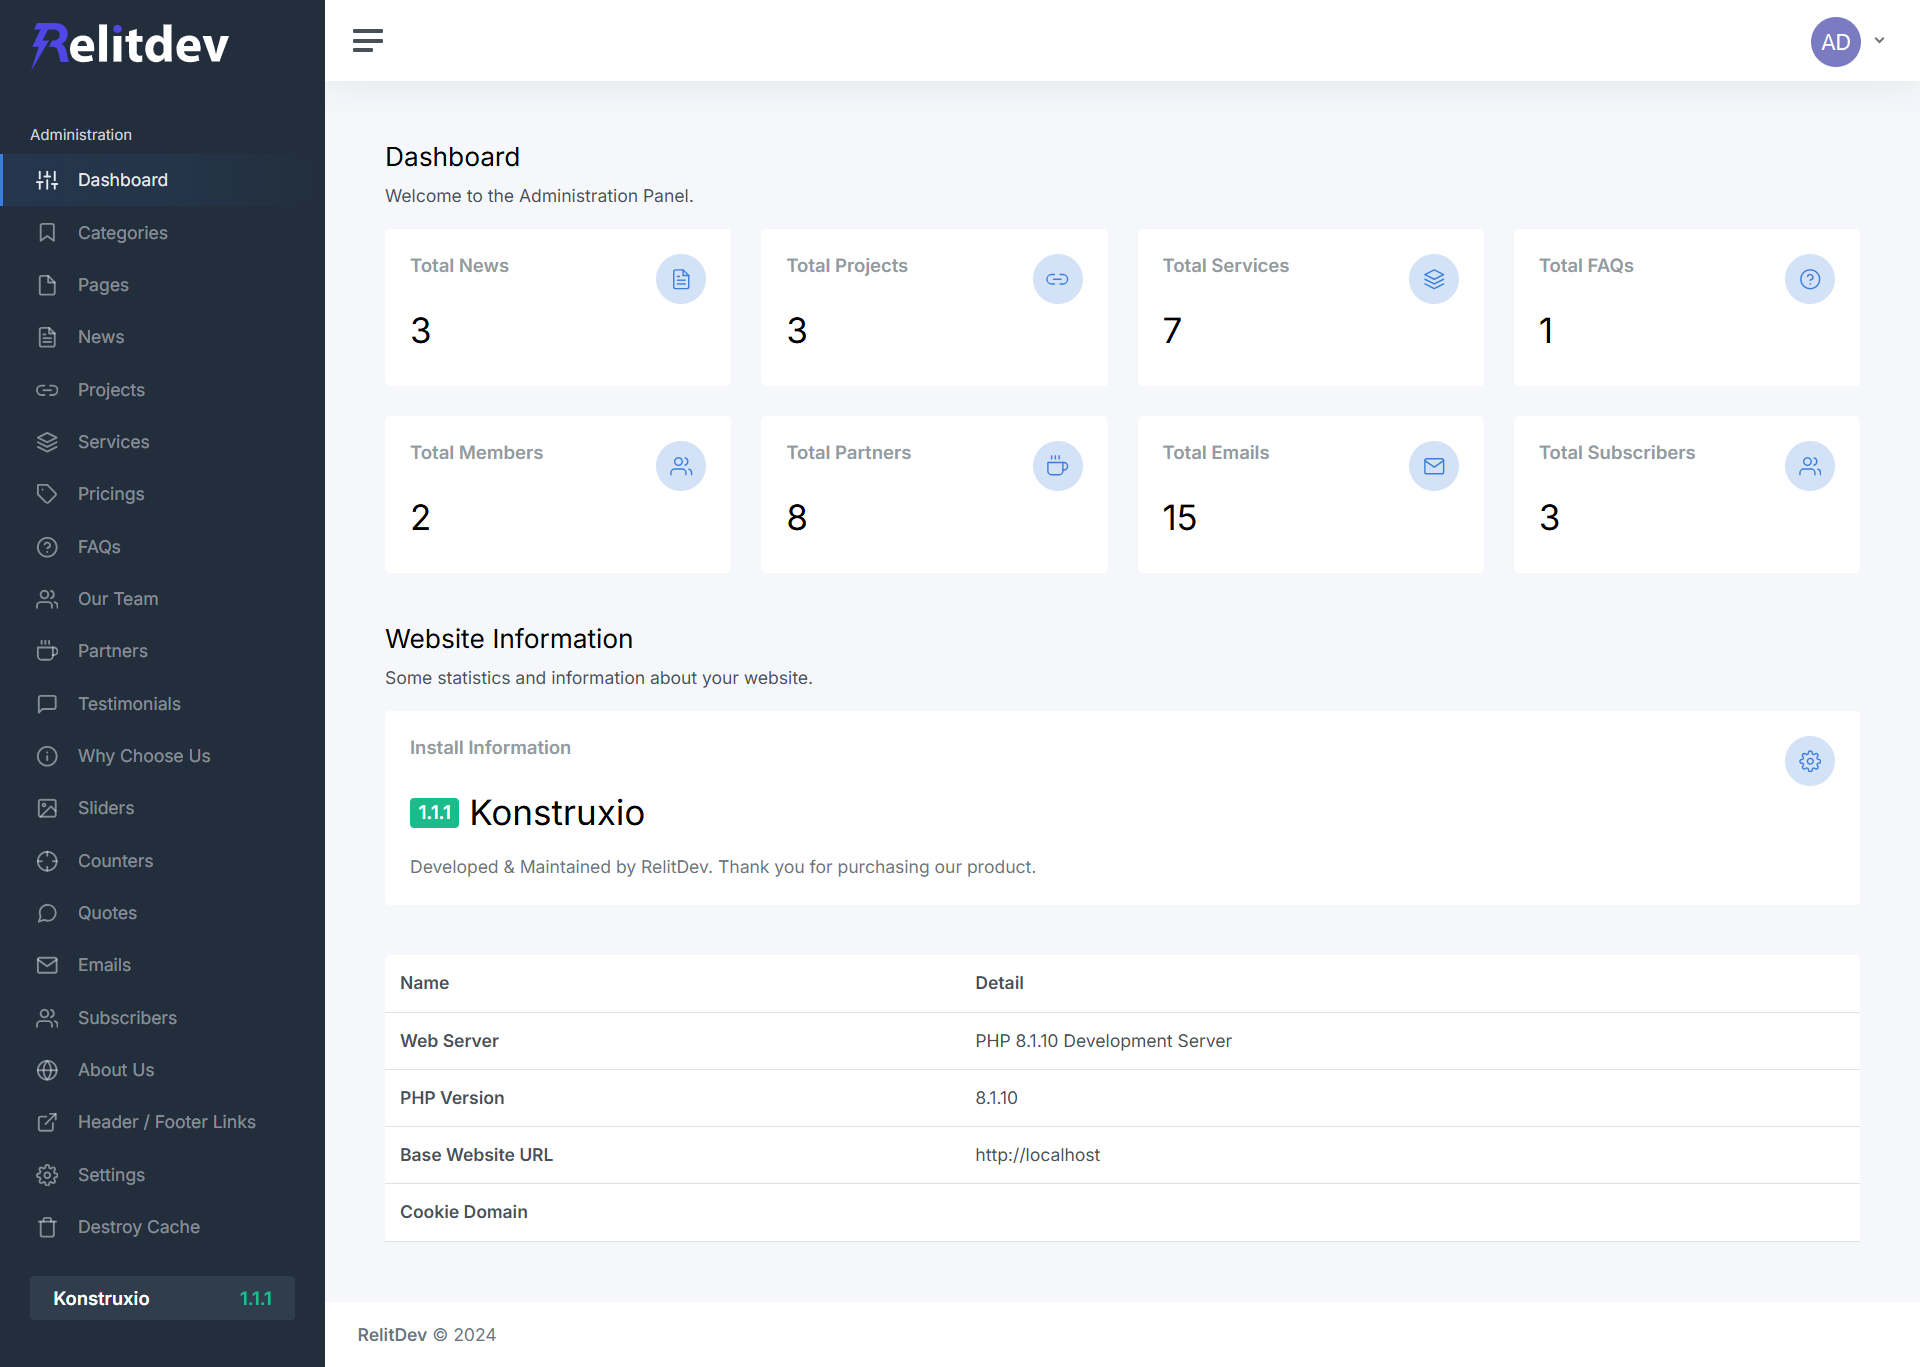 Relitdev
Administration
Dashboard
Categories
Pages
News
Projects
Services
Pricings
FAQs
Our Team
Partners
Testimonials
Why Choose Us
Sliders
Counters
Quotes
Emails
Subscribers
About Us
Header / Footer Links
Settings
Destroy Cache
Konstruxio 1.1.1
AD
Dashboard
Welcome to the Administration Panel.
Total News
3
Total Projects
3
Total Services
7
Total FAQs
1
Total Members
2
Total Partners
8
Total Emails
15
Total Subscribers
3
Website Information
Some statistics and information about your website.
Install Information
1.1.1 Konstruxio
Developed & Maintained by RelitDev. Thank you for purchasing our product.
Name Detail
Web Server PHP 8.1.10 Development Server
PHP Version 8.1.10
Base Website URL http://localhost
Cookie Domain
RelitDev © 2024